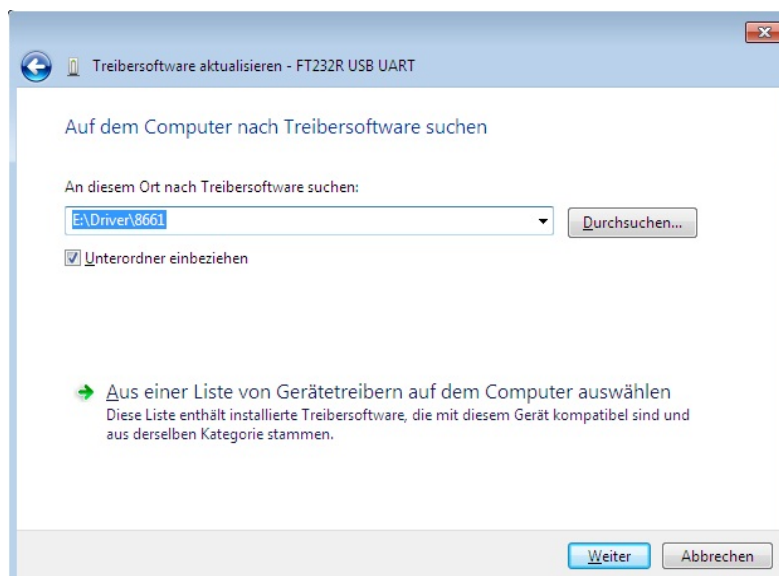 Treibersoftware aktualisieren - FT232R USB UART
Auf dem Computer nach Treibersoftware suchen
An diesem Ort nach Treibersoftware suchen:
E:\Driver\8661
Durchsuchen...
Unterordner einbeziehen
Aus einer Liste von Gerätetreibern auf dem Computer auswählen
Diese Liste enthält installierte Treibersoftware, die mit diesem Gerät kompatibel sind und
aus derselben Kategorie stammen.
Weiter
Abbrechen